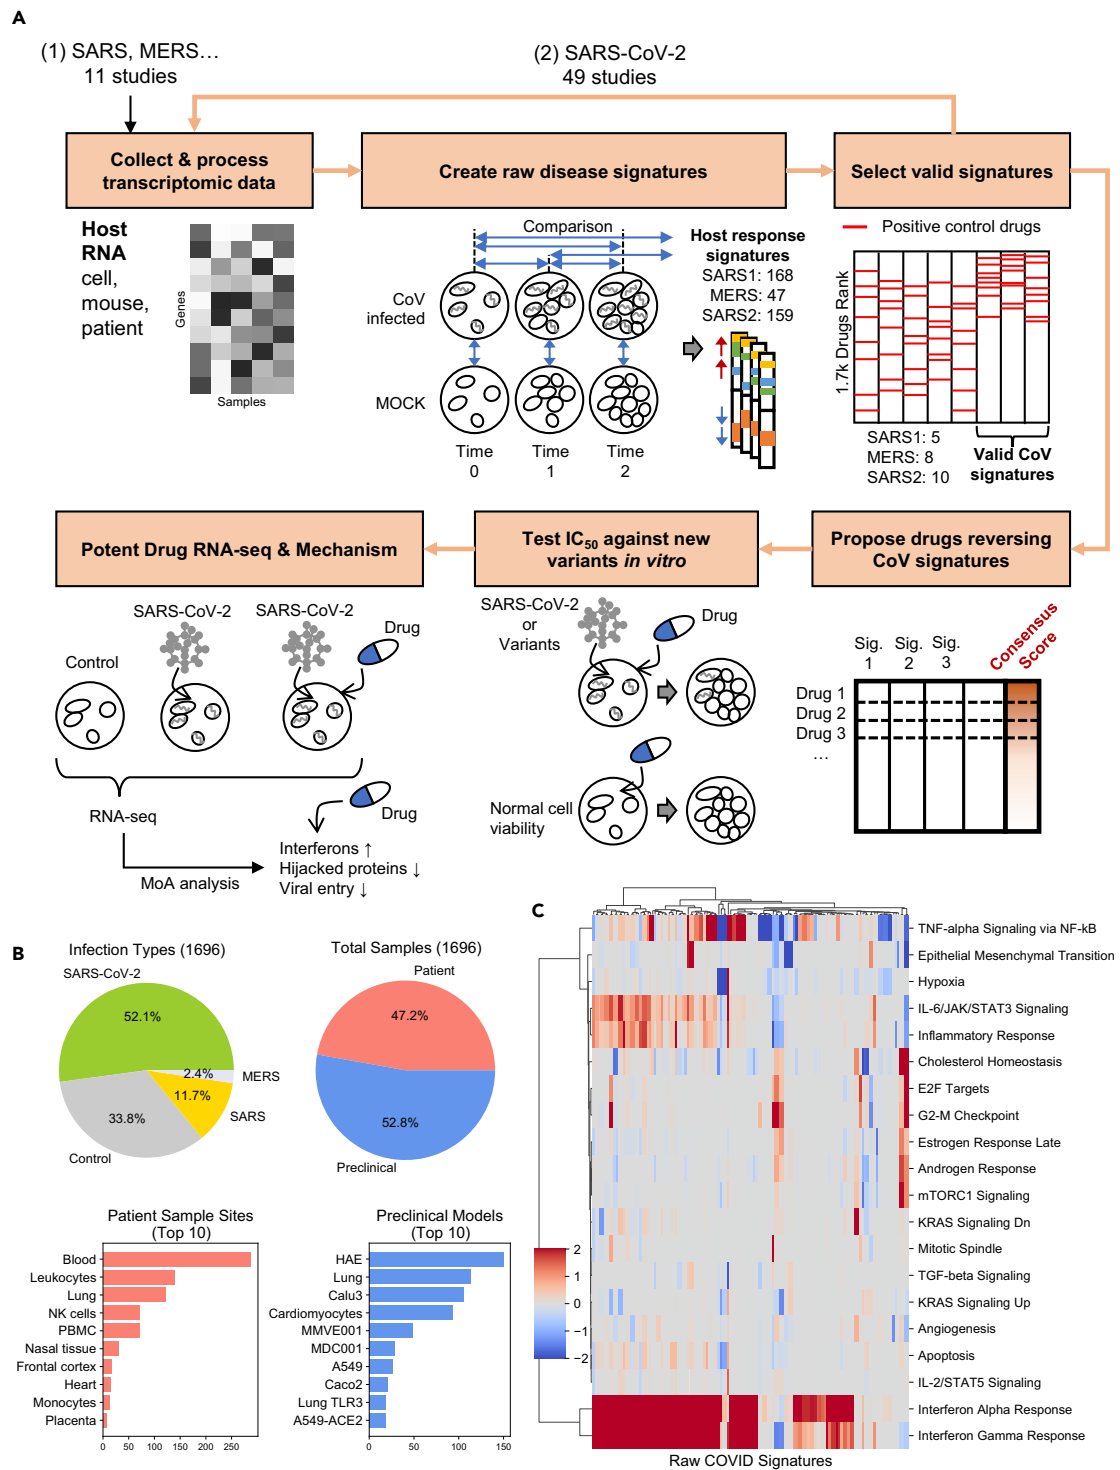 A
(1) SARS, MERS…
11 studies
(2) SARS-CoV-2
49 studies
Collect & process
transcriptomic data
Create raw disease signatures
Select valid signatures
Host
RNA
cell,
mouse,
patient
Genes
Samples
Comparison
CoV
infected
MOCK
Time
0
Time
1
Time
2
Host response
signatures
SARS1: 168
MERS: 47
SARS2: 159
Positive control drugs
1.7k Drugs Rank
SARS1: 5
MERS: 8
SARS2: 10
Valid CoV
signatures
Potent Drug RNA-seq & Mechanism
Test IC50 against new
variants in vitro
Propose drugs reversing
CoV signatures
SARS-CoV-2
SARS-CoV-2
Drug
Control
RNA-seq
Drug
MoA analysis
Interferons ↑
Hijacked proteins ↓
Viral entry ↓
SARS-CoV-2
or
Variants
Drug
Normal cell
viability
Sig.
1
Sig.
2
Sig.
3
Consensus
Score
Drug 1
Drug 2
Drug 3
…
B
Infection Types (1696)
SARS-CoV-2
52.1%
2.4%
MERS
11.7%
SARS
33.8%
Control
Total Samples (1696)
Patient
47.2%
52.8%
Preclinical
Patient Sample Sites
(Top 10)
Blood
Leukocytes
Lung
NK cells
PBMC
Nasal tissue
Frontal cortex
Heart
Monocytes
Placenta
0 50 100 150 200 250
Preclinical Models
(Top 10)
HAE
Lung
Calu3
Cardiomyocytes
MMVE001
MDC001
A549
Caco2
Lung TLR3
A549-ACE2
0 50 100 150
C
TNF-alpha Signaling via NF-kB
Epithelial Mesenchymal Transition
Hypoxia
IL-6/JAK/STAT3 Signaling
Inflammatory Response
Cholesterol Homeostasis
E2F Targets
G2-M Checkpoint
Estrogen Response Late
Androgen Response
mTORC1 Signaling
KRAS Signaling Dn
Mitotic Spindle
TGF-beta Signaling
KRAS Signaling Up
Angiogenesis
Apoptosis
IL-2/STAT5 Signaling
Interferon Alpha Response
Interferon Gamma Response
2
1
0
−1
−2
Raw COVID Signatures